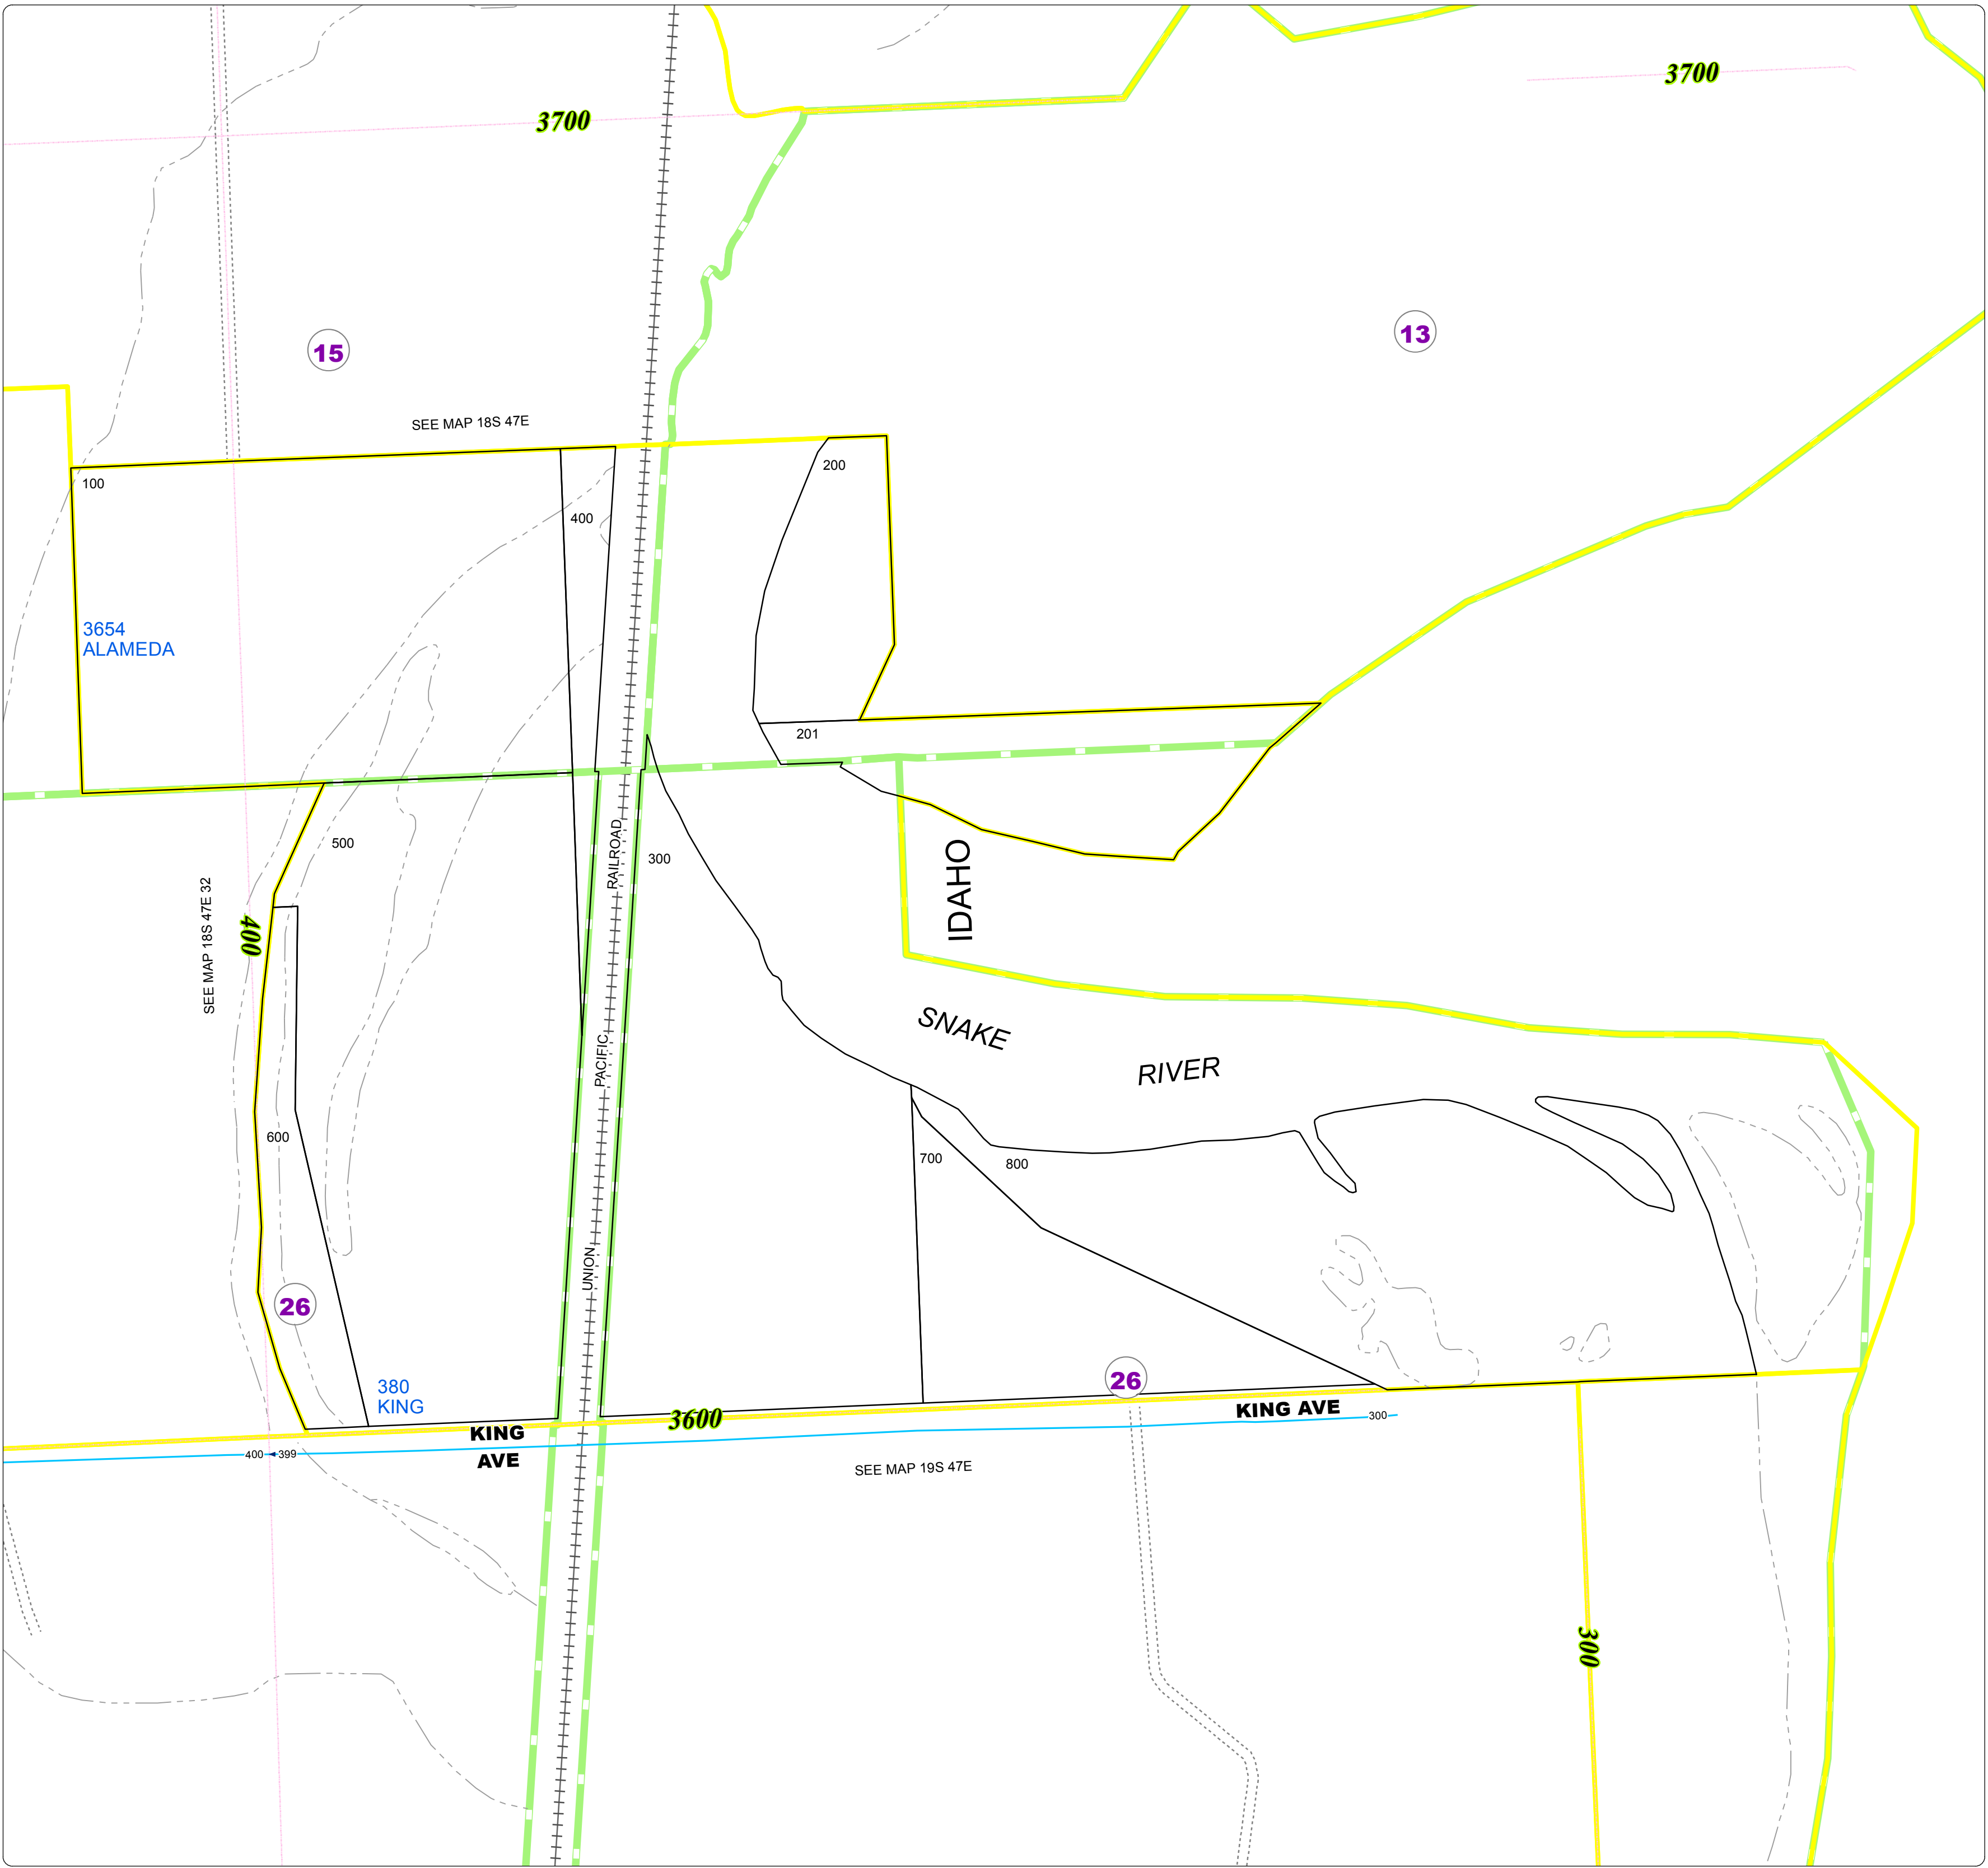 3700
3700
13
15
SEE MAP 18S 47E
200
100
400
3654
ALAMEDA
201
500
300
RAILROAD
IDAHO
SEE MAP 18S 47E 32
400
SNAKE
RIVER
PACIFIC
600
700
800
UNION
26
26
380
KING
3600
KING AVE
300
KING
AVE
400
399
SEE MAP 19S 47E
300